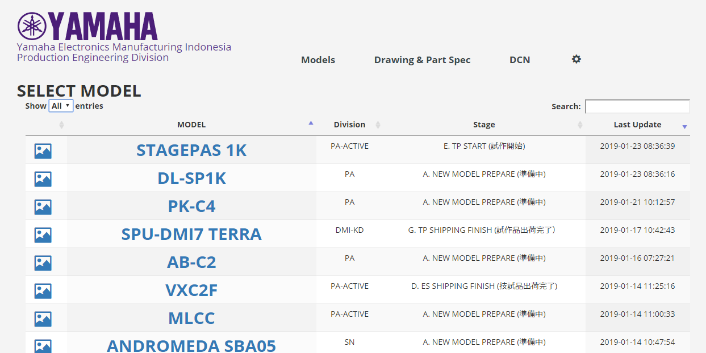 YAMAHA
Yamaha Electronics Manufacturing Indonesia
Production Engineering Division
Models Drawing & Part Spec DCN
SELECT MODEL
Show All entries Search:
MODEL Division Stage Last Update
STAGEPAS 1K PA-ACTIVE E. TP START (試作開始) 2019-01-23 08:36:39
DL-SP1K PA A. NEW MODEL PREPARE (準備中) 2019-01-23 08:36:16
PK-C4 PA A. NEW MODEL PREPARE (準備中) 2019-01-21 10:12:57
SPU-DMI7 TERRA DMI-KD G. TP SHIPPING FINISH (試作品出荷完了) 2019-01-17 10:42:43
AB-C2 PA A. NEW MODEL PREPARE (準備中) 2019-01-16 07:27:21
VXC2F PA-ACTIVE D. ES SHIPPING FINISH (技試品出荷完了) 2019-01-14 11:25:16
MLCC PA-ACTIVE A. NEW MODEL PREPARE (準備中) 2019-01-14 11:00:33
ANDROMEDA SBA05 SN A. NEW MODEL PREPARE (準備中) 2019-01-14 10:47:54